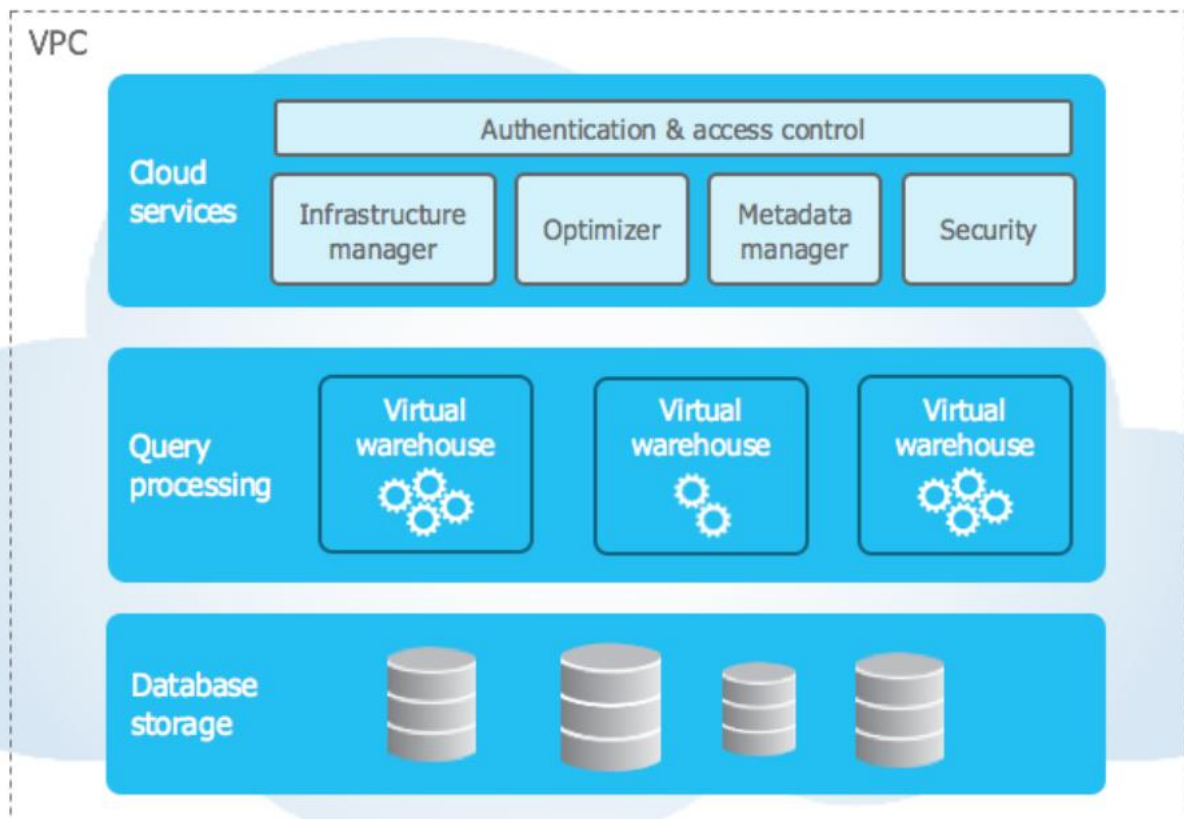 VPC
Authentication & access control
Cloud
services
Infrastructure
manager
Optimizer
Metadata
manager
Security
Query
processing
Virtual
warehouse
Virtual
warehouse
Virtual
warehouse
Database
storage